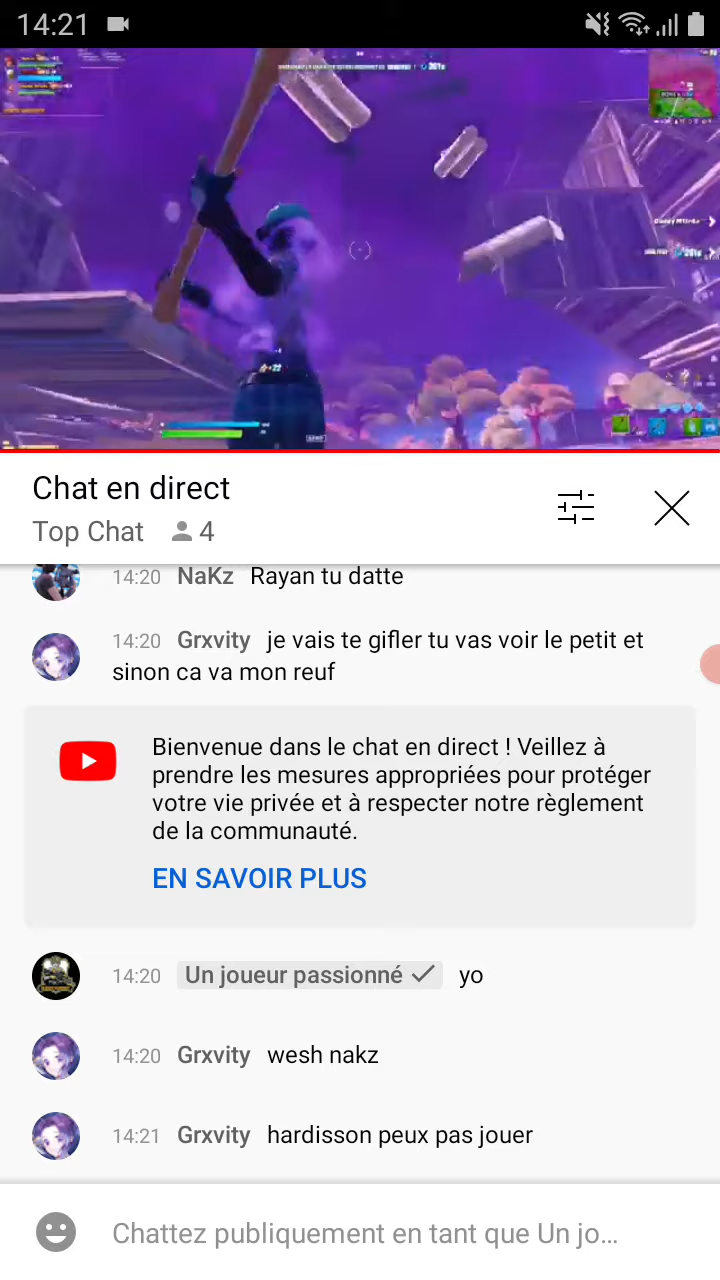 14:21
Chat en direct
Top Chat 4
14:20 NaKz Rayan tu datte
14:20 Grxvity je vais te gifler tu vas voir le petit et
sinon ca va mon reuf
Bienvenue dans le chat en direct ! Veillez à
prendre les mesures appropriées pour protéger
votre vie privée et à respecter notre règlement
de la communauté.
EN SAVOIR PLUS
14:20 Un joueur passionné yo
14:20 Grxvity wesh nakz
14:21 Grxvity hardisson peux pas jouer
Chattez publiquement en tant que Un jo…